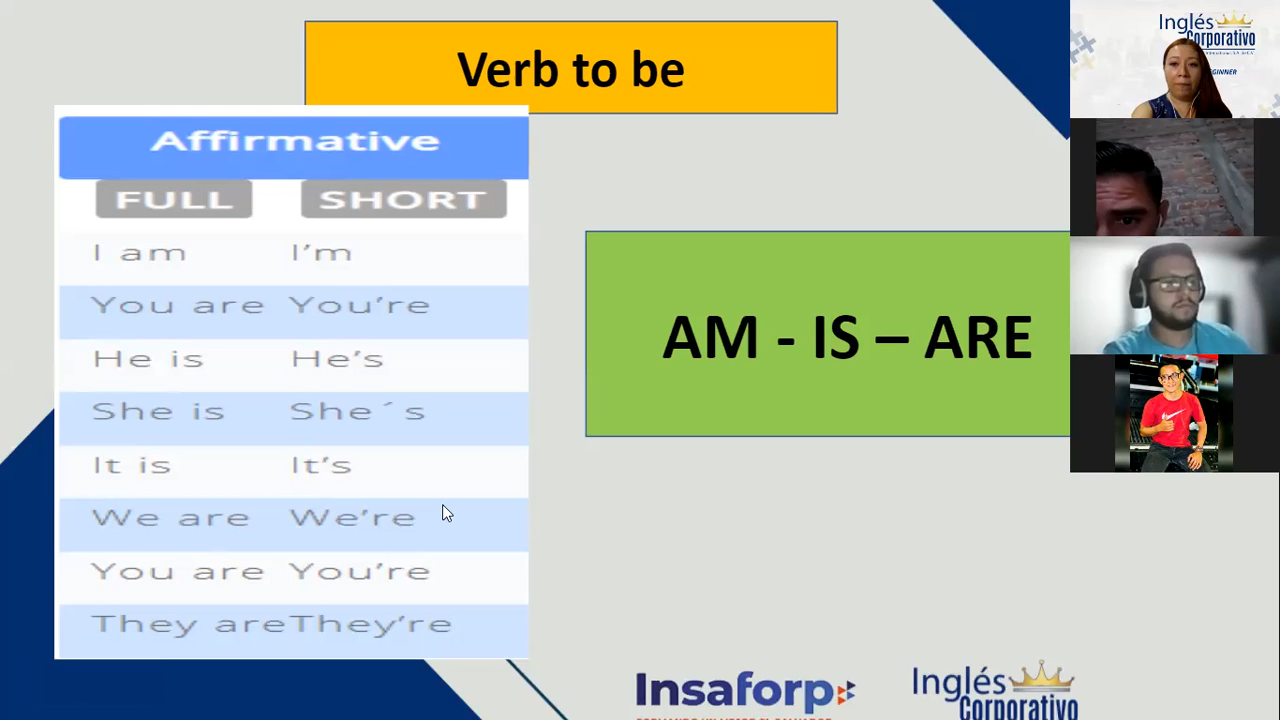 Verb to be
Affirmative
FULL SHORT
I am I'm
You are You're
He is He's
She is She´s
It is It's
We are We're
You are You're
They are They're
AM - IS – ARE
Insaforp
Inglés
Corporativo
Inglés
Corporativo